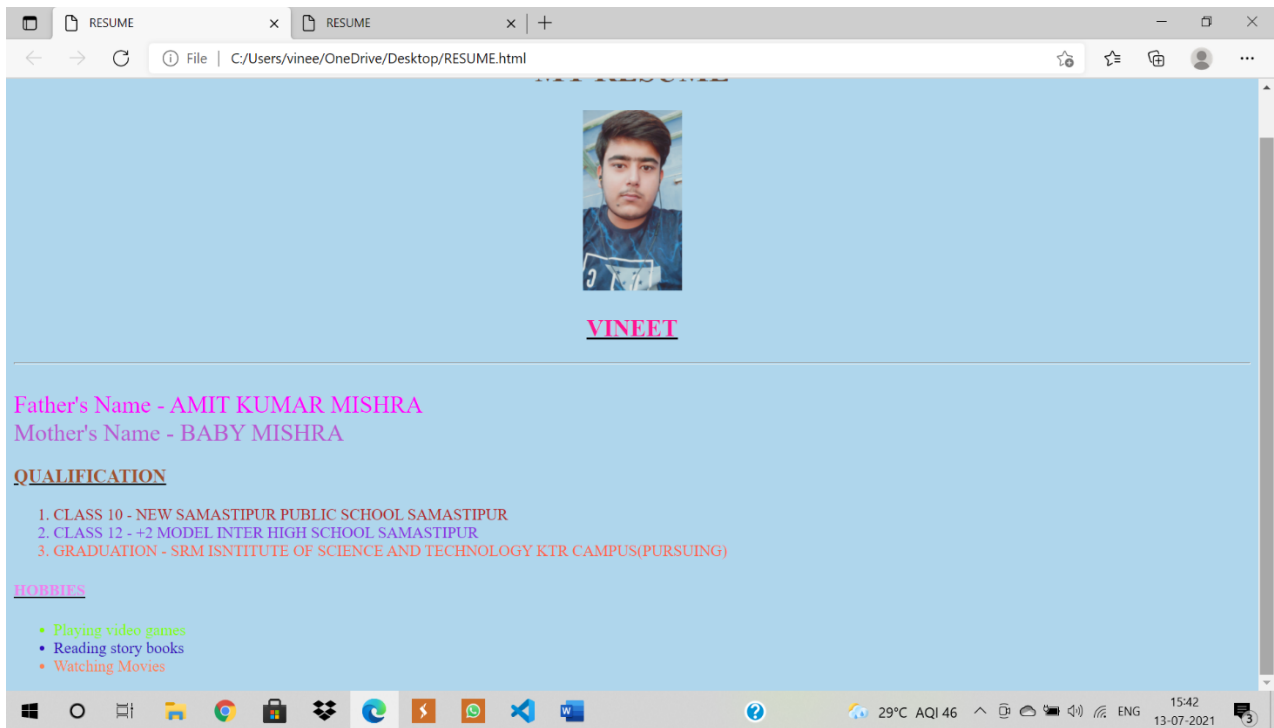 RESUME
RESUME
File | C:/Users/vinee/OneDrive/Desktop/RESUME.html
MY RESUME
VINEET
Father's Name - AMIT KUMAR MISHRA
Mother's Name - BABY MISHRA
QUALIFICATION
1. CLASS 10 - NEW SAMASTIPUR PUBLIC SCHOOL SAMASTIPUR
2. CLASS 12 - +2 MODEL INTER HIGH SCHOOL SAMASTIPUR
3. GRADUATION - SRM ISNTITUTE OF SCIENCE AND TECHNOLOGY KTR CAMPUS(PURSUING)
HOBBIES
• Playing video games
• Reading story books
• Watching Movies
29°C AQI 46 ENG
15:42
13-07-2021
3